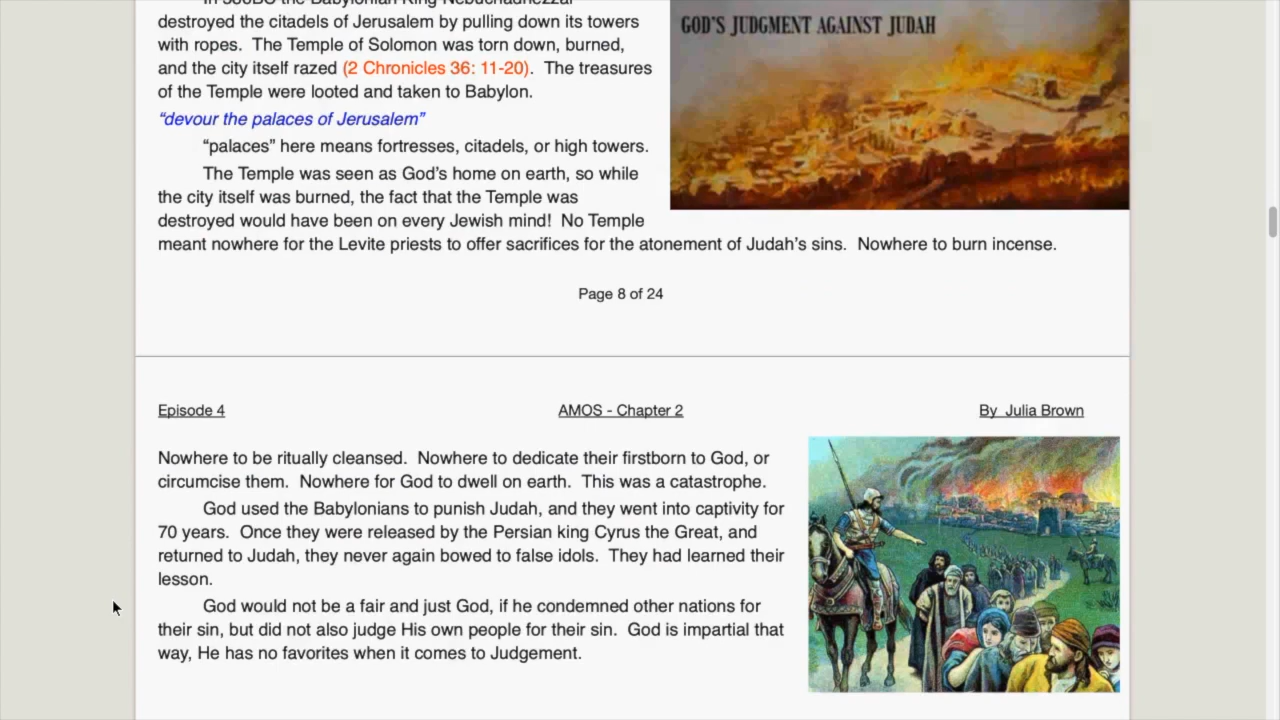 destroyed the citadels of Jerusalem by pulling down its towers
with ropes.  The Temple of Solomon was torn down, burned,
and the city itself razed (2 Chronicles 36: 11-20).  The treasures
of the Temple were looted and taken to Babylon.
“devour the palaces of Jerusalem”
“palaces” here means fortresses, citadels, or high towers.
The Temple was seen as God’s home on earth, so while
the city itself was burned, the fact that the Temple was
destroyed would have been on every Jewish mind!  No Temple
meant nowhere for the Levite priests to offer sacrifices for the atonement of Judah’s sins.  Nowhere to burn incense.
GOD'S JUDGMENT AGAINST JUDAH
Page 8 of 24
Episode 4
AMOS - Chapter 2
By  Julia Brown
Nowhere to be ritually cleansed.  Nowhere to dedicate their firstborn to God, or
circumcise them.  Nowhere for God to dwell on earth.  This was a catastrophe.
God used the Babylonians to punish Judah, and they went into captivity for
70 years.  Once they were released by the Persian king Cyrus the Great, and
returned to Judah, they never again bowed to false idols.  They had learned their
lesson.
God would not be a fair and just God, if he condemned other nations for
their sin, but did not also judge His own people for their sin.  God is impartial that
way, He has no favorites when it comes to Judgement.